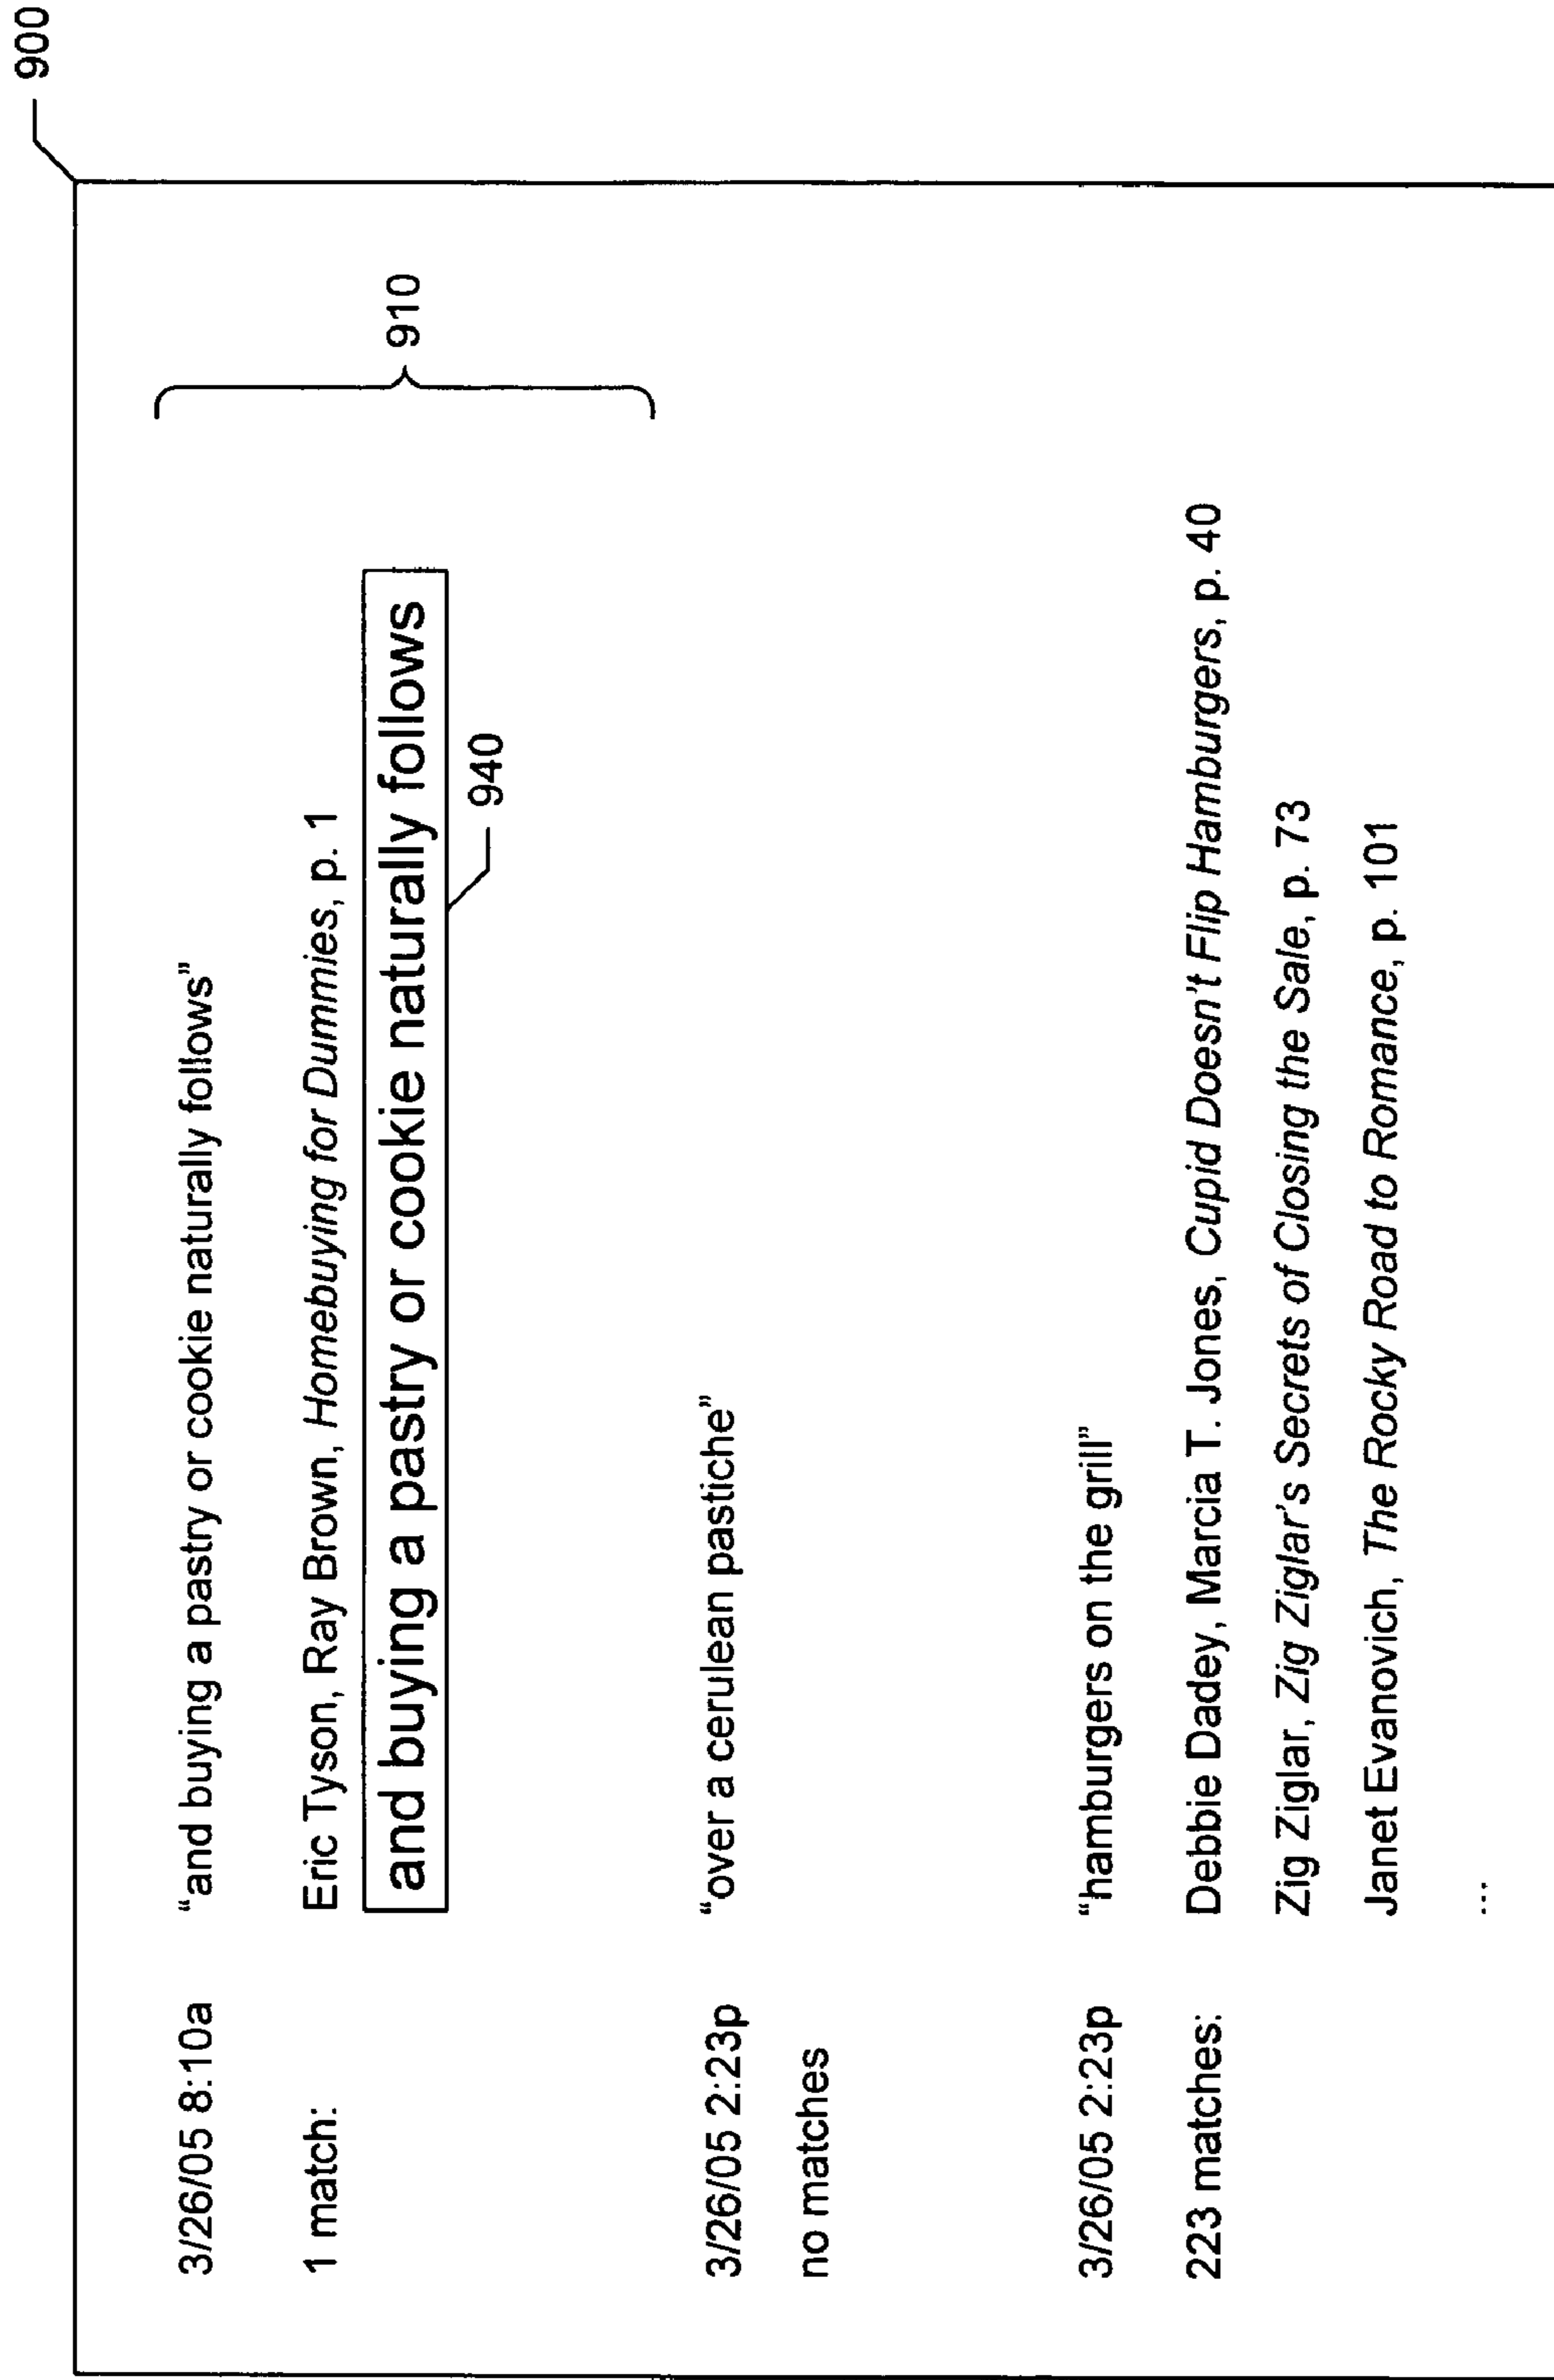 900
3/26/05 8:10a “and buying a pastry or cookie naturally follows”
910
1 match: Eric Tyson, Ray Brown, Homebuying for Dummies, p. 1
and buying a pastry or cookie naturally follows
940
3/26/05 2:23p “over a cerulean pastiche”
no matches
3/26/05 2:23p “hamburgers on the grill”
223 matches: Debbie Dadey, Marcia T. Jones, Cupid Doesn't Flip Hamburgers, p. 40
Zig Ziglar, Zig Ziglar's Secrets of Closing the Sale, p. 73
Janet Evanovich, The Rocky Road to Romance, p. 101
...